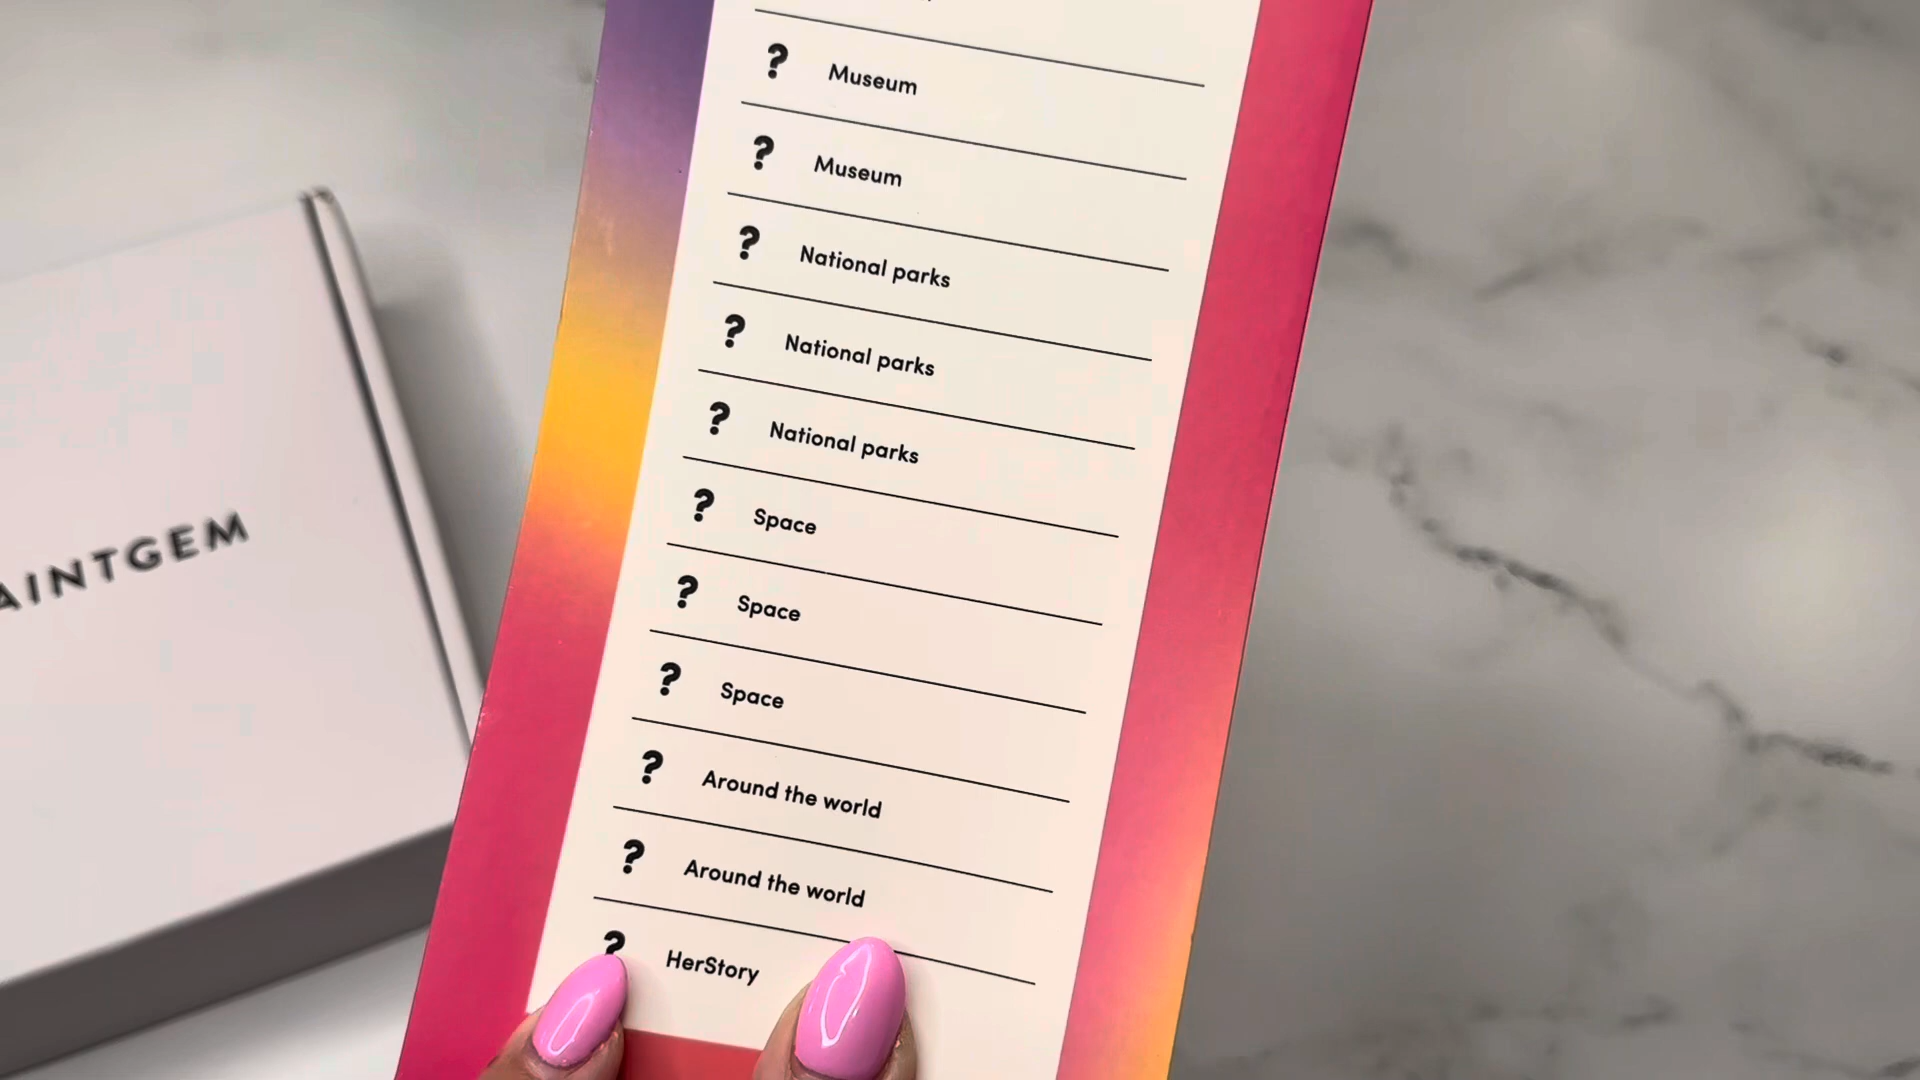 ? Museum
? Museum
? National parks
? National parks
? National parks
? Space
? Space
? Space
? Around the world
? Around the world
? HerStory
AINTGEM